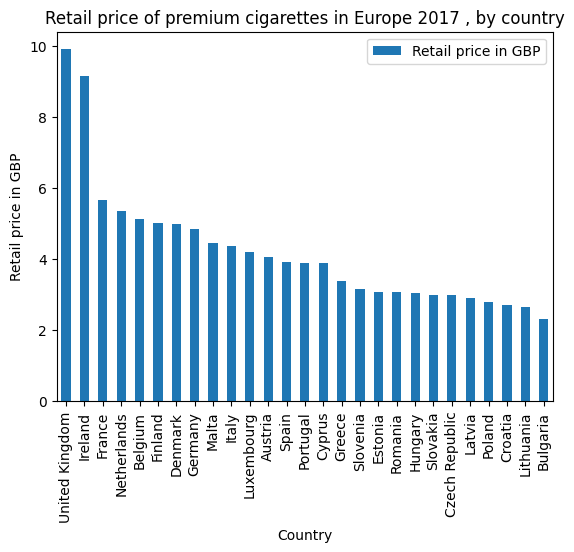 Retail price of premium cigarettes in Europe 2017 , by country
Retail price in GBP
Retail price in GBP
10
8
6
4
2
0
United Kingdom
Ireland
France
Netherlands
Belgium
Finland
Denmark
Germany
Malta
Italy
Luxembourg
Austria
Spain
Portugal
Cyprus
Greece
Slovenia
Estonia
Romania
Hungary
Slovakia
Czech Republic
Latvia
Poland
Croatia
Lithuania
Bulgaria
Country